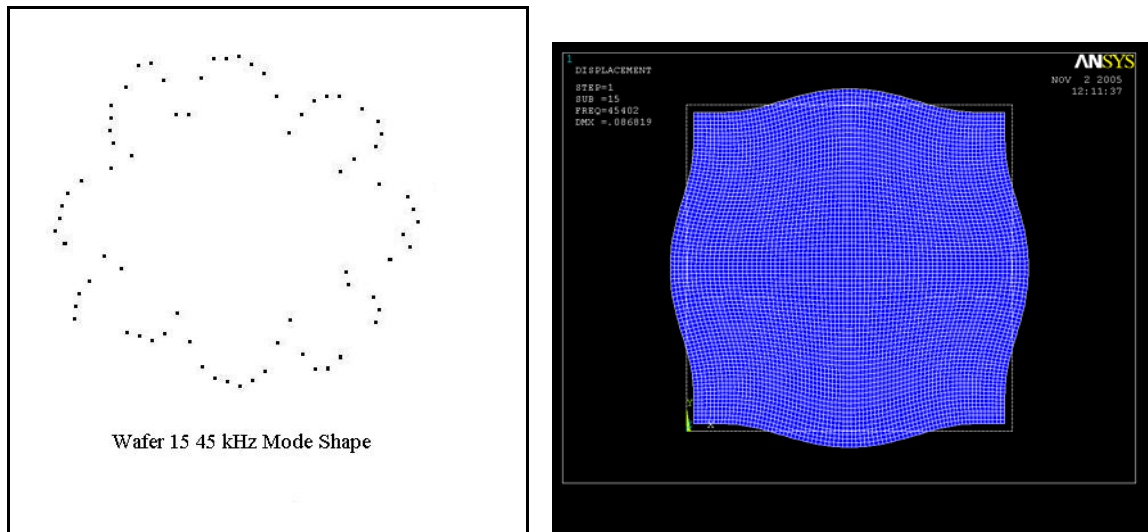 Wafer 15 45 kHz Mode Shape
1
DISPLACEMENT
STEP=1
SUB =15
FREQ=45402
DMX =.086819
ANSYS
NOV 2 2005
12:11:37
Y
X